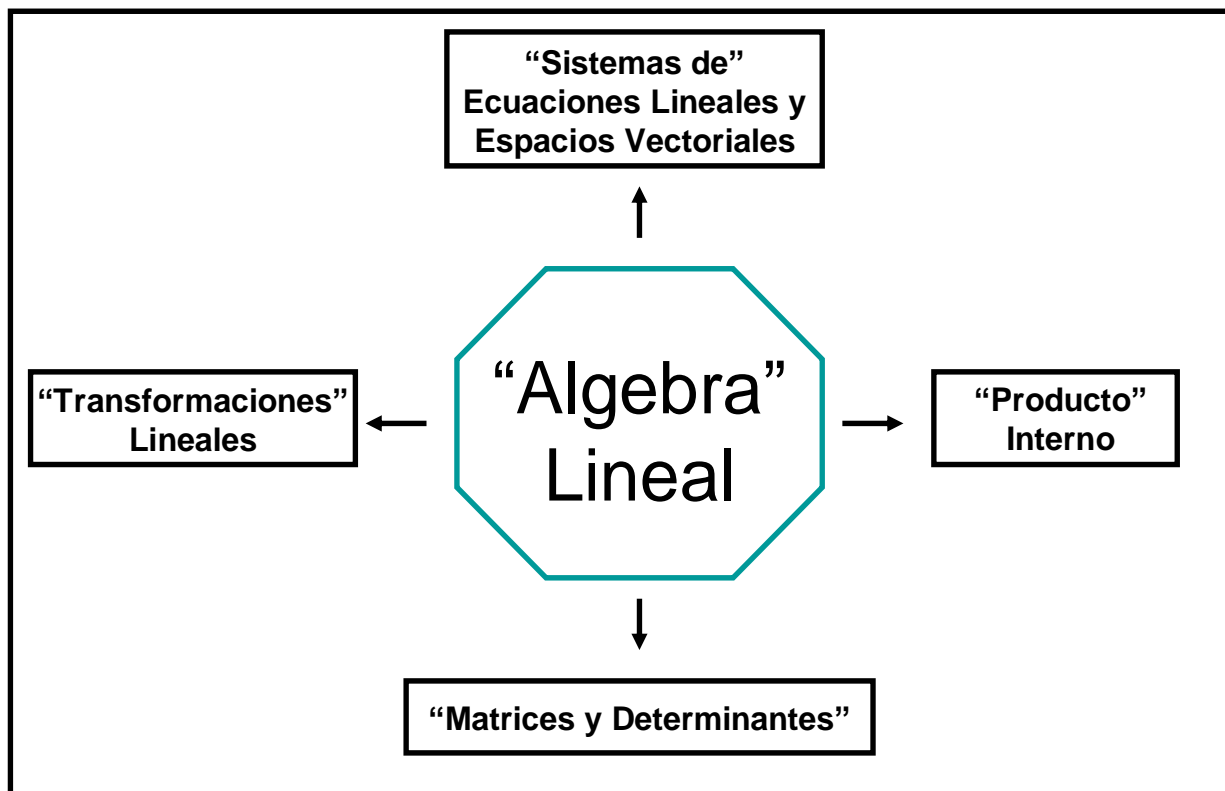 “Sistemas de”
Ecuaciones Lineales y
Espacios Vectoriales
“Algebra”
Lineal
“Transformaciones”
Lineales
“Producto”
Interno
“Matrices y Determinantes”